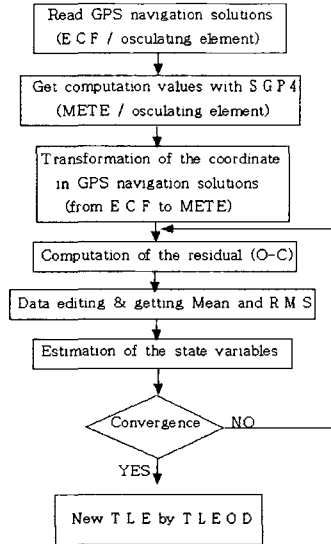 Read GPS navigation solutions
(E C F / osculating element)
Get computation values with S G P 4
(METE / osculating element)
Transformation of the coordinate
in GPS navigation solutions
(from E C F to METE)
Computation of the residual (O-C)
Data editing & getting Mean and R M S
Estimation of the state variables
Convergence NO
YES
New T L E by T L E O D